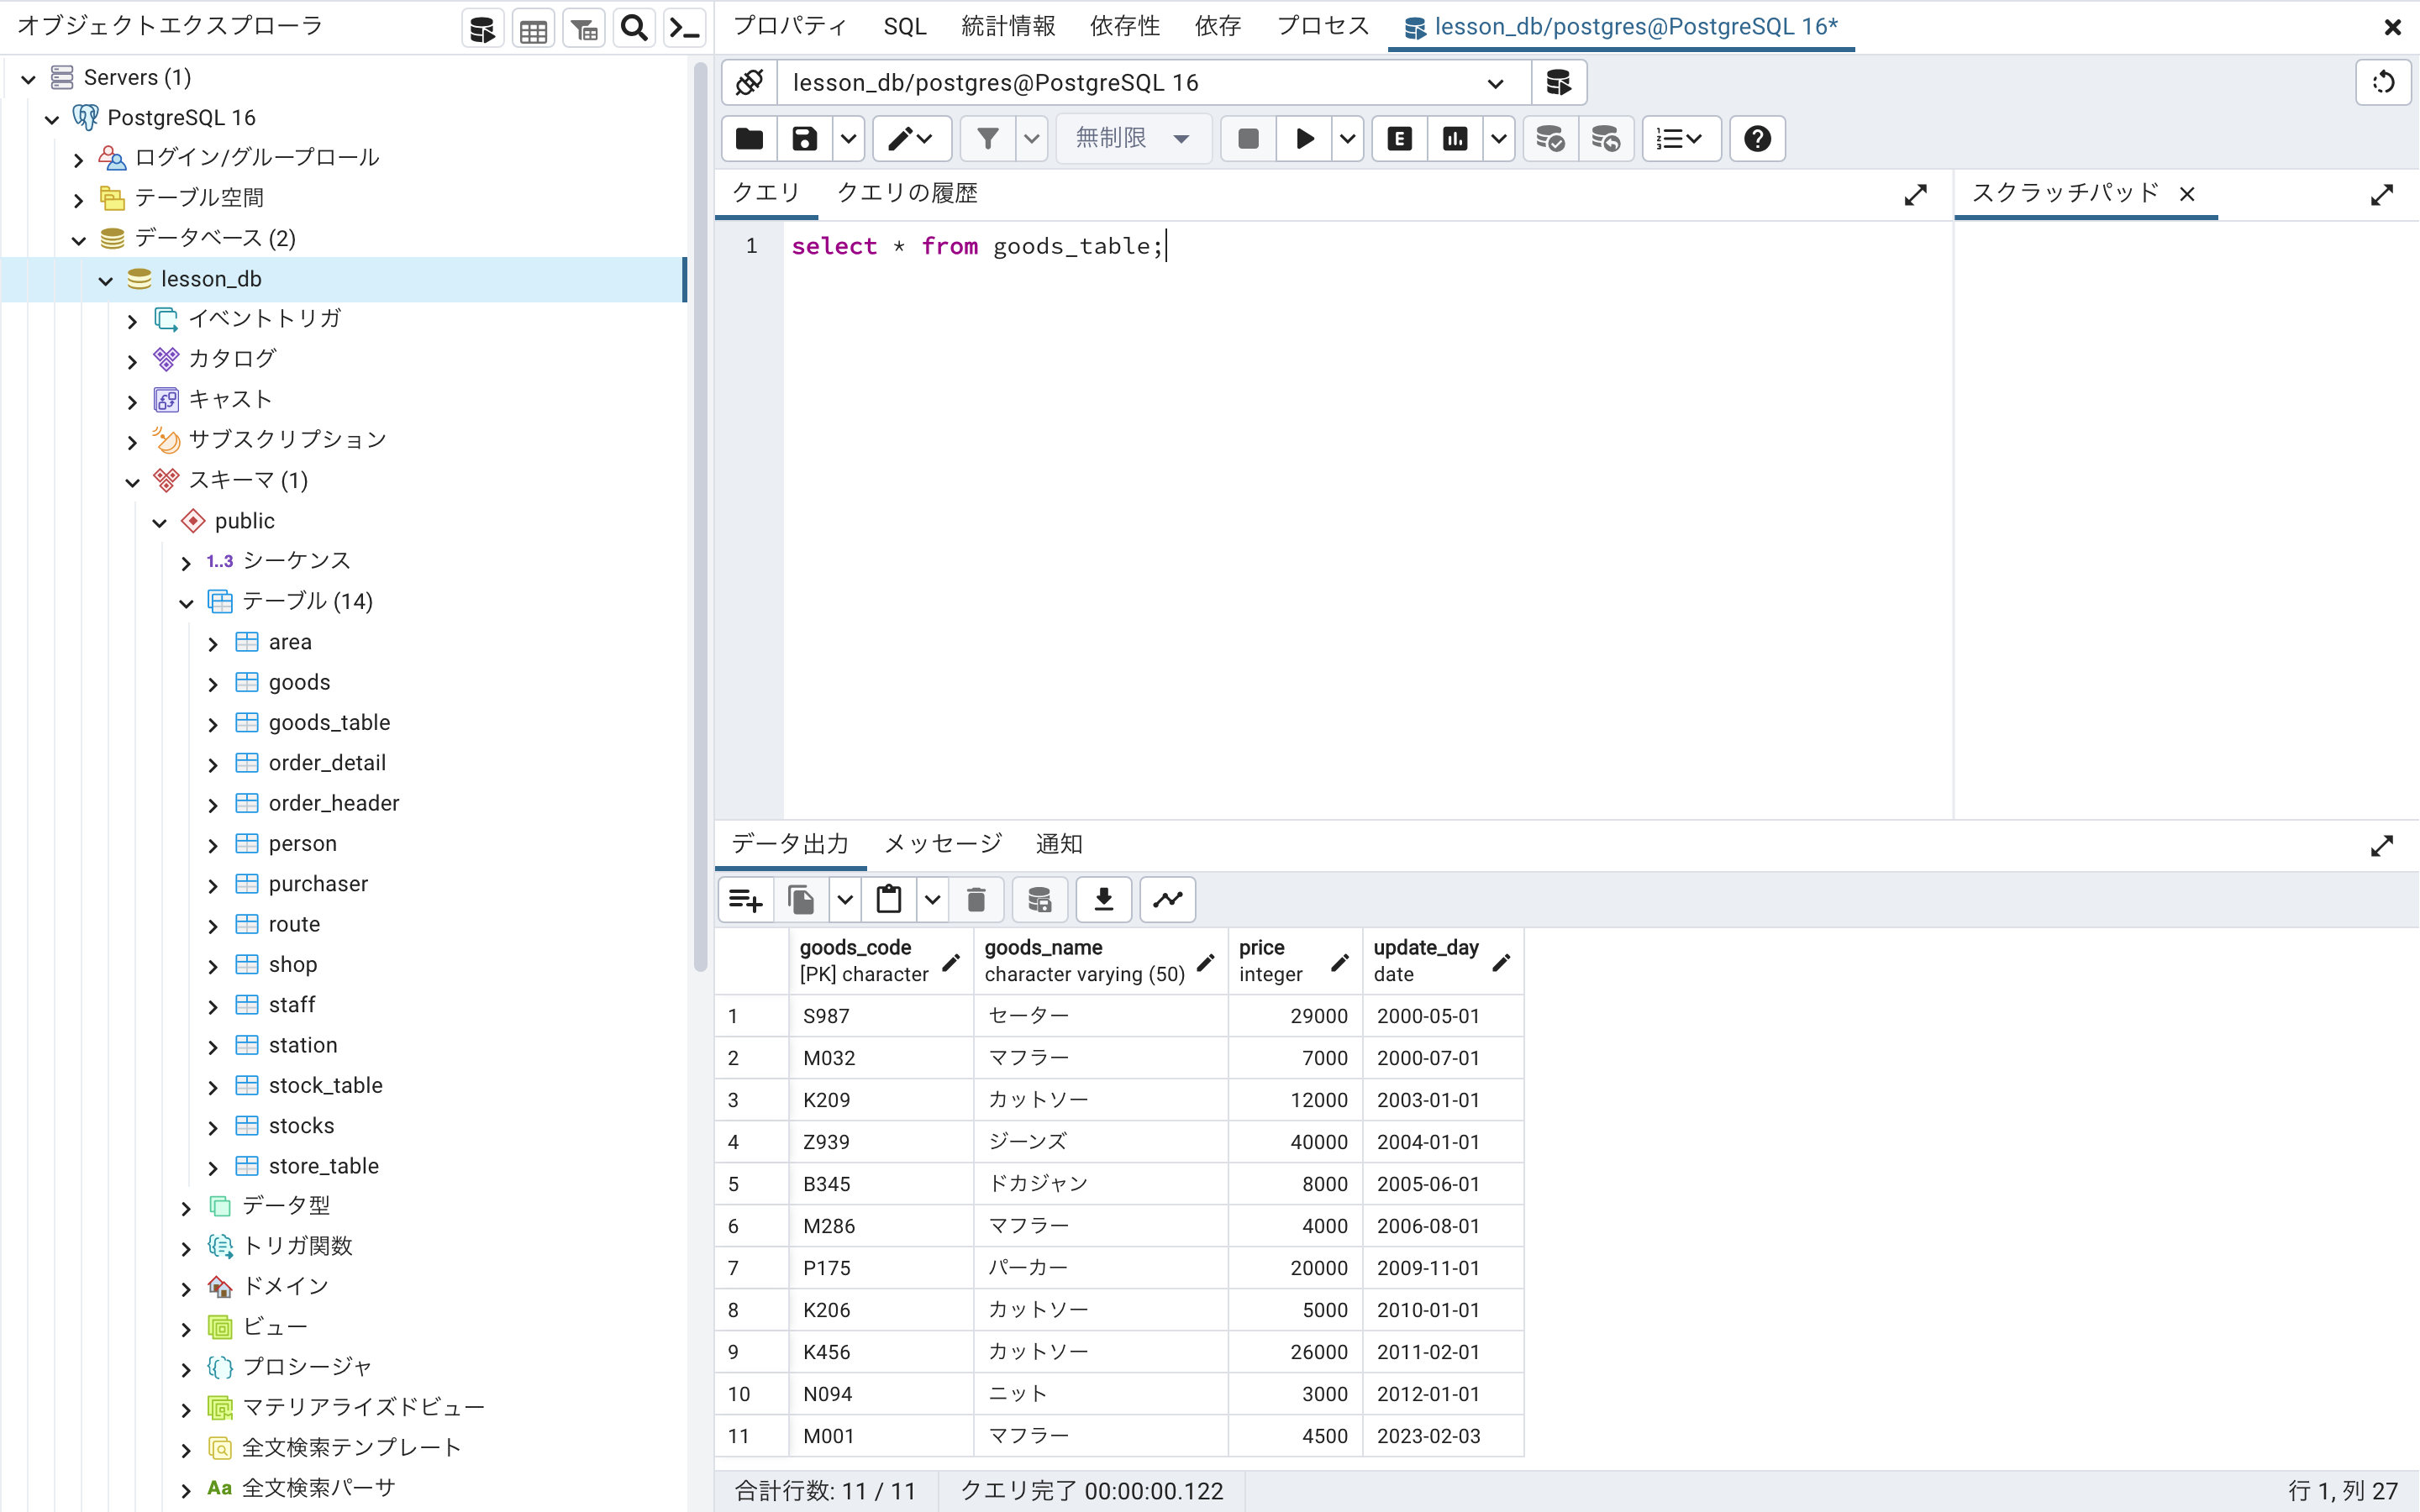 オブジェクトエクスプローラ
Servers (1)
PostgreSQL 16
ログイン/グループロール
テーブル空間
データベース (2)
lesson_db
イベントトリガ
カタログ
キャスト
サブスクリプション
スキーマ (1)
public
1..3 シーケンス
テーブル (14)
area
goods
goods_table
order_detail
order_header
person
purchaser
route
shop
staff
station
stock_table
stocks
store_table
データ型
トリガ関数
ドメイン
ビュー
プロシージャ
マテリアライズドビュー
全文検索テンプレート
Aa 全文検索パーサ
プロパティ SQL 統計情報 依存性 依存 プロセス lesson_db/postgres@PostgreSQL 16*
lesson_db/postgres@PostgreSQL 16
無制限 E
クエリ クエリの履歴
1 select * from goods_table;
スクラッチパッド
データ出力 メッセージ 通知
goods_code goods_name price update_day
[PK] character character varying (50) integer date
1 S987 セーター 29000 2000-05-01
2 M032 マフラー 7000 2000-07-01
3 K209 カットソー 12000 2003-01-01
4 Z939 ジーンズ 40000 2004-01-01
5 B345 ドカジャン 8000 2005-06-01
6 M286 マフラー 4000 2006-08-01
7 P175 パーカー 20000 2009-11-01
8 K206 カットソー 5000 2010-01-01
9 K456 カットソー 26000 2011-02-01
10 N094 ニット 3000 2012-01-01
11 M001 マフラー 4500 2023-02-03
合計行数: 11 / 11 クエリ完了 00:00:00.122 行 1, 列 27